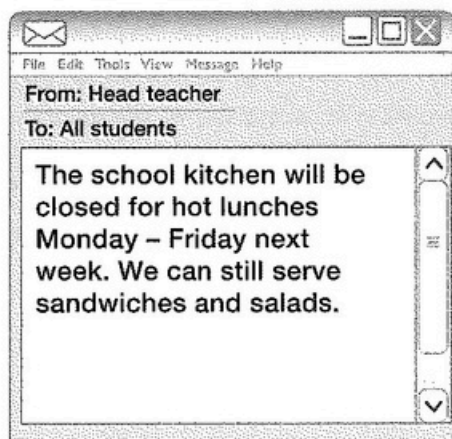 File Edit Tools View Message Help
From: Head teacher
To: All students
The school kitchen will be
closed for hot lunches
Monday – Friday next
week. We can still serve
sandwiches and salads.